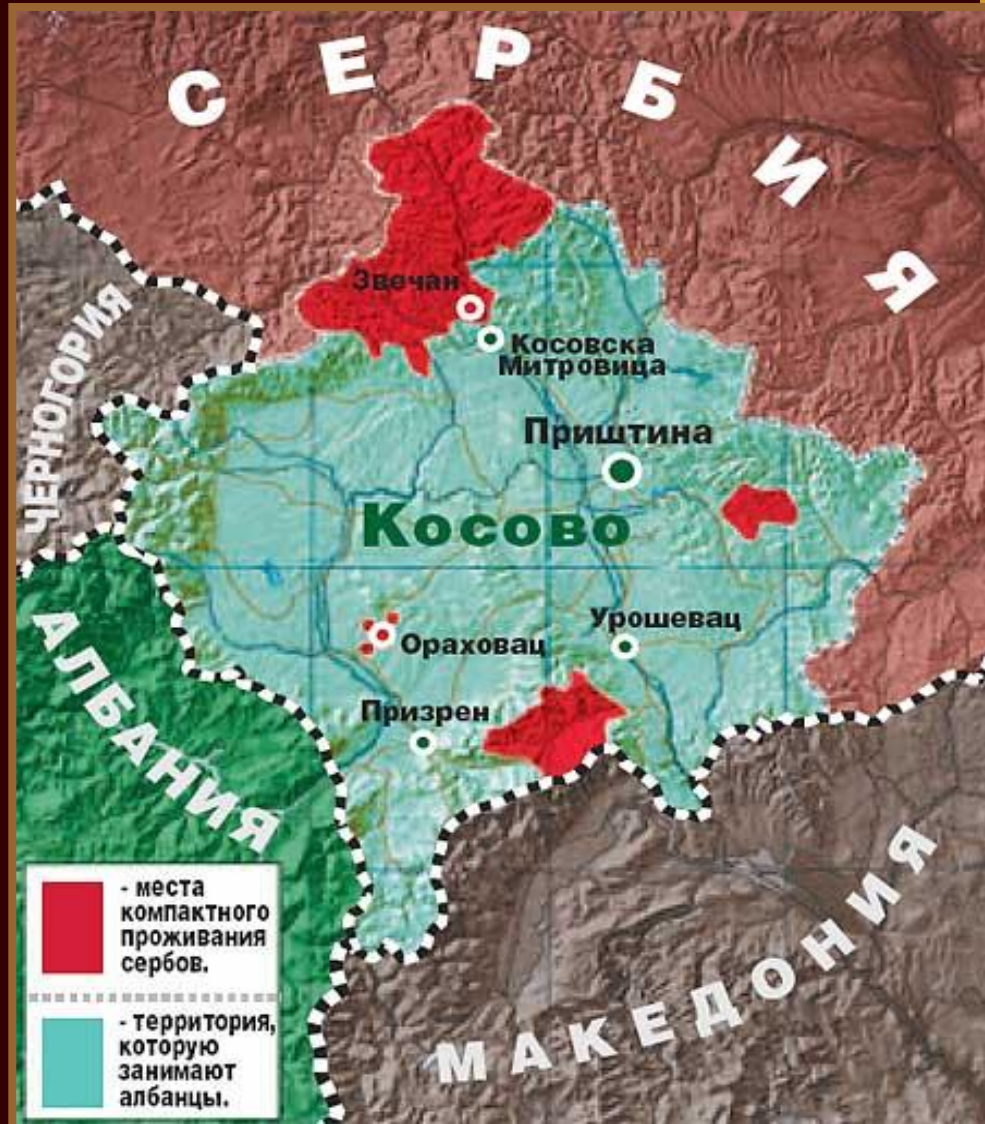 СЕРБИЯ
ЧЕРНОГОРИЯ
Звечан
Косовска
Митровица
Приштина
Косово
Ораховац
Урошевац
Призрен
АЛБАНИЯ
МАКЕДОНИЯ
- места
компактного
проживания
сербов.
- территория,
которую
занимают
албанцы.